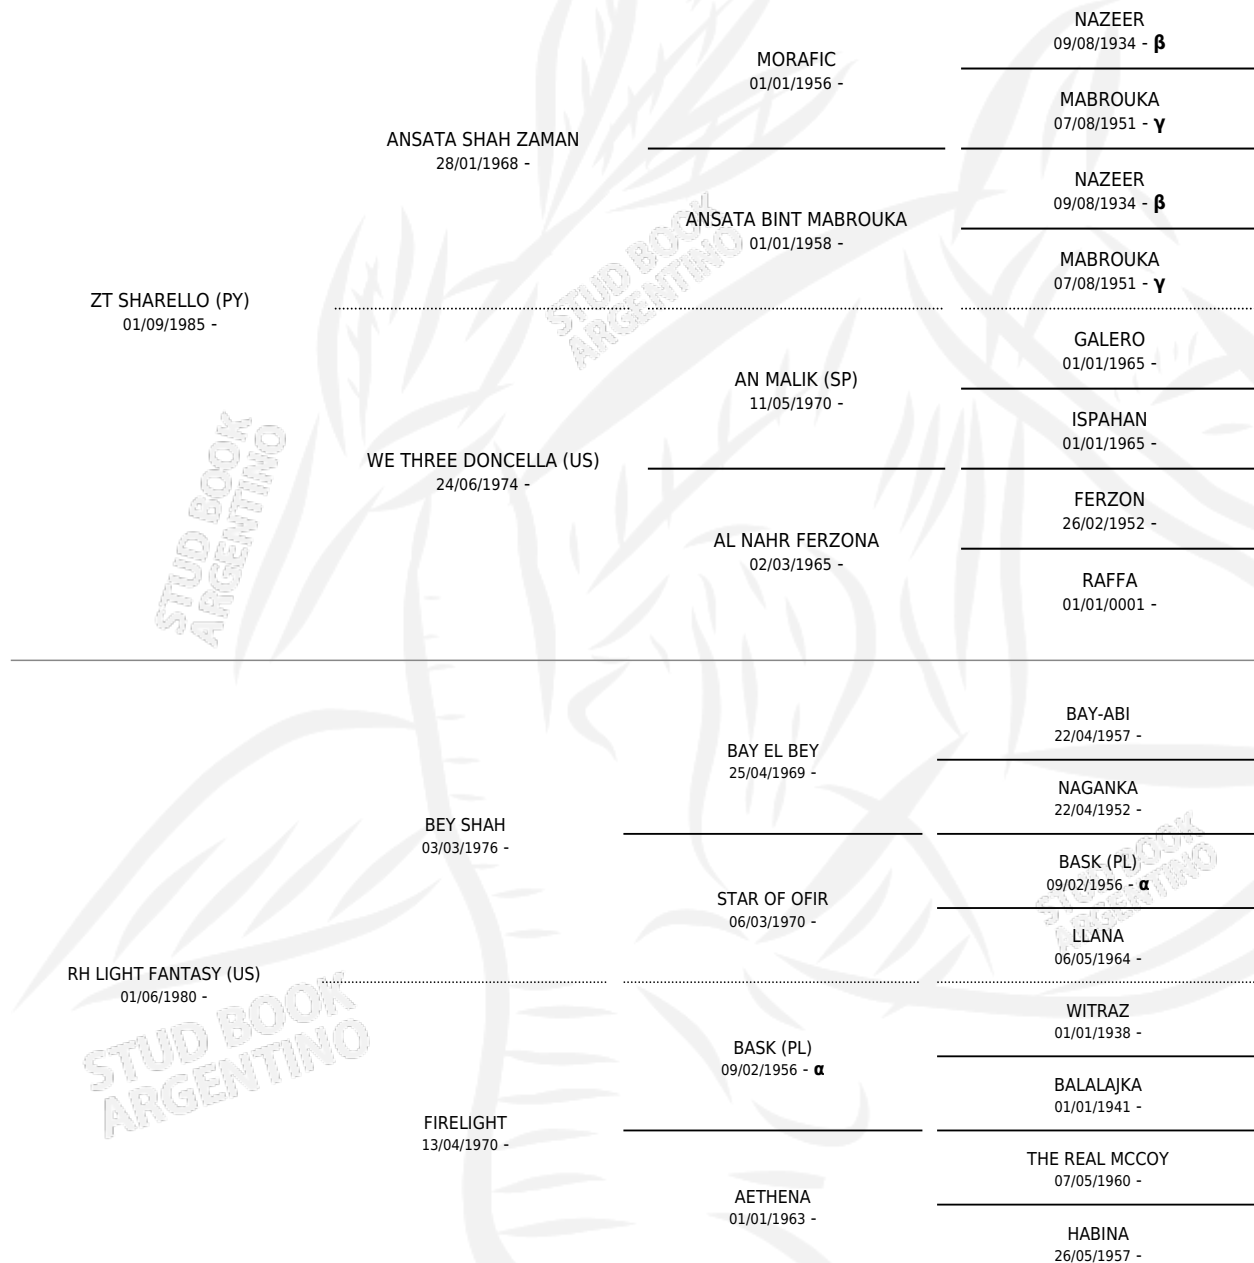 NAZEER
09/08/1934 - β
MORAFIC
01/01/1956 -
MABROUKA
07/08/1951 - γ
ANSATA SHAH ZAMAN
28/01/1968 -
NAZEER
09/08/1934 - β
ANSATA BINT MABROUKA
01/01/1958 -
MABROUKA
07/08/1951 - γ
ZT SHARELLO (PY)
01/09/1985 -
GALERO
01/01/1965 -
AN MALIK (SP)
11/05/1970 -
ISPAHAN
01/01/1965 -
WE THREE DONCELLA (US)
24/06/1974 -
FERZON
26/02/1952 -
AL NAHR FERZONA
02/03/1965 -
RAFFA
01/01/0001 -
BAY-ABI
22/04/1957 -
BAY EL BEY
25/04/1969 -
NAGANKA
22/04/1952 -
BEY SHAH
03/03/1976 -
BASK (PL)
09/02/1956 - α
STAR OF OFIR
06/03/1970 -
LLANA
06/05/1964 -
RH LIGHT FANTASY (US)
01/06/1980 -
WITRAZ
01/01/1938 -
BASK (PL)
09/02/1956 - α
BALALAJKA
01/01/1941 -
FIRELIGHT
13/04/1970 -
THE REAL MCCOY
07/05/1960 -
AETHENA
01/01/1963 -
HABINA
26/05/1957 -
STUD BOOK
ARGENTINO
STUD BOOK
ARGENTINO
STUD BOOK
ARGENTINO
STUD BOOK
ARGENTINO